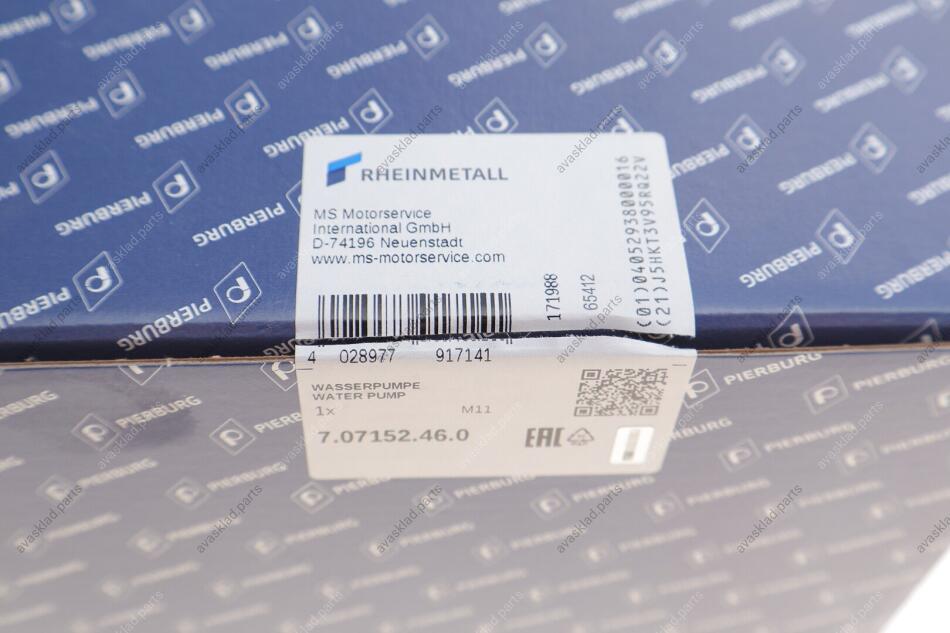 PIERBURG
RHEINMETALL
MS Motorservice
International GmbH
D-74196 Neuenstadt
www.ms-motorservice.com
171988
65412
(01)04052938000016
(21)J5HKT3V95RQ22V
4 028977 917141
WASSERPUMPE
WATER PUMP
1x M11
7.07152.46.0
EAC
avasklad.parts